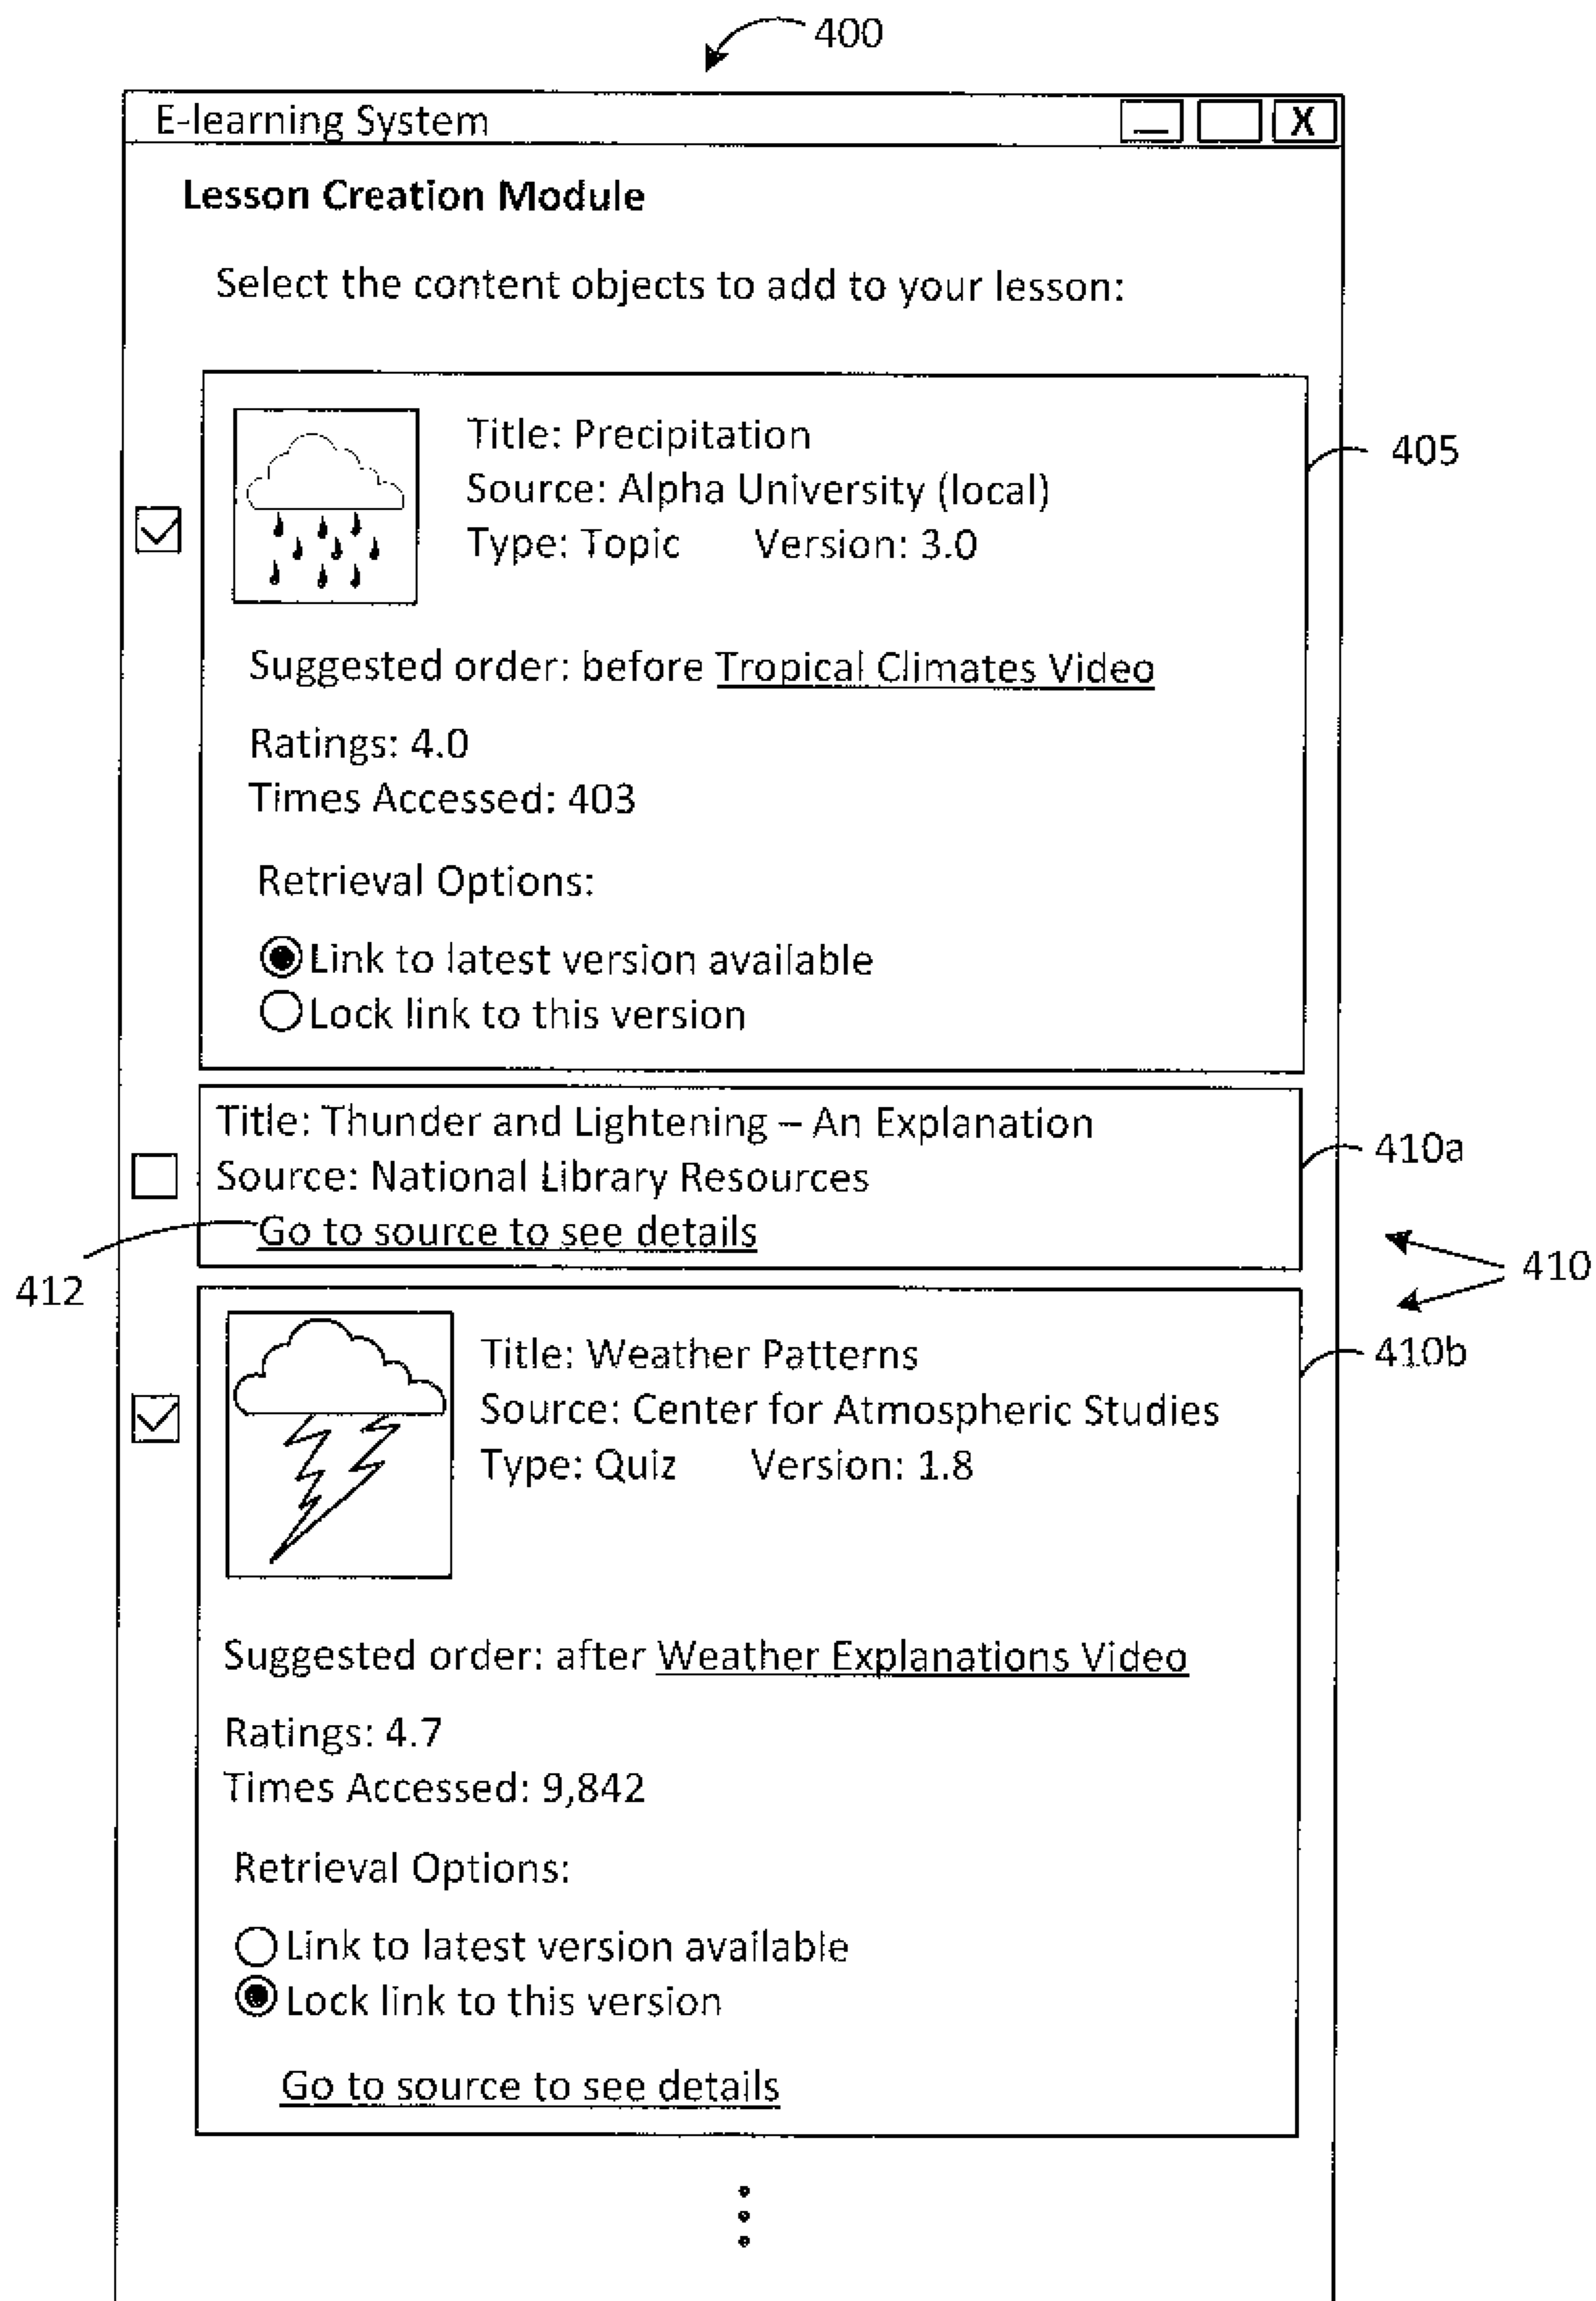 400
E-learning System
X
Lesson Creation Module
Select the content objects to add to your lesson:
Title: Precipitation
Source: Alpha University (local)
Type: Topic Version: 3.0
405
Suggested order: before Tropical Climates Video
Ratings: 4.0
Times Accessed: 403
Retrieval Options:
Link to latest version available
Lock link to this version
Title: Thunder and Lightening – An Explanation
Source: National Library Resources
Go to source to see details
410a
412
410
410b
Title: Weather Patterns
Source: Center for Atmospheric Studies
Type: Quiz Version: 1.8
Suggested order: after Weather Explanations Video
Ratings: 4.7
Times Accessed: 9,842
Retrieval Options:
Link to latest version available
Lock link to this version
Go to source to see details